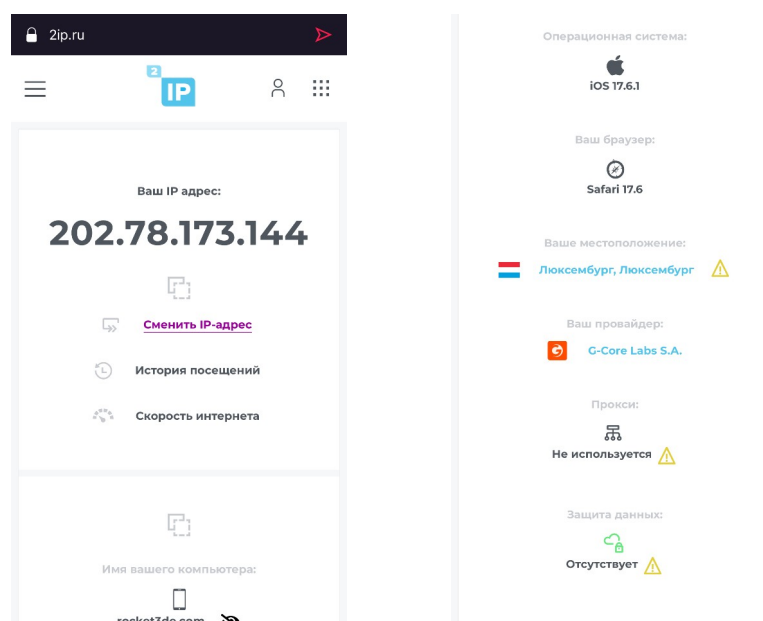 2ip.ru
2
IP
Ваш IP адрес:
202.78.173.144
Сменить IP-адрес
История посещений
Скорость интернета
Имя вашего компьютера:
rocket3de.com
Операционная система:
iOS 17.6.1
Ваш браузер:
Safari 17.6
Ваше местоположение:
Люксембург, Люксембург
Ваш провайдер:
G-Core Labs S.A.
Прокси:
Не используется
Защита данных:
Отсутствует